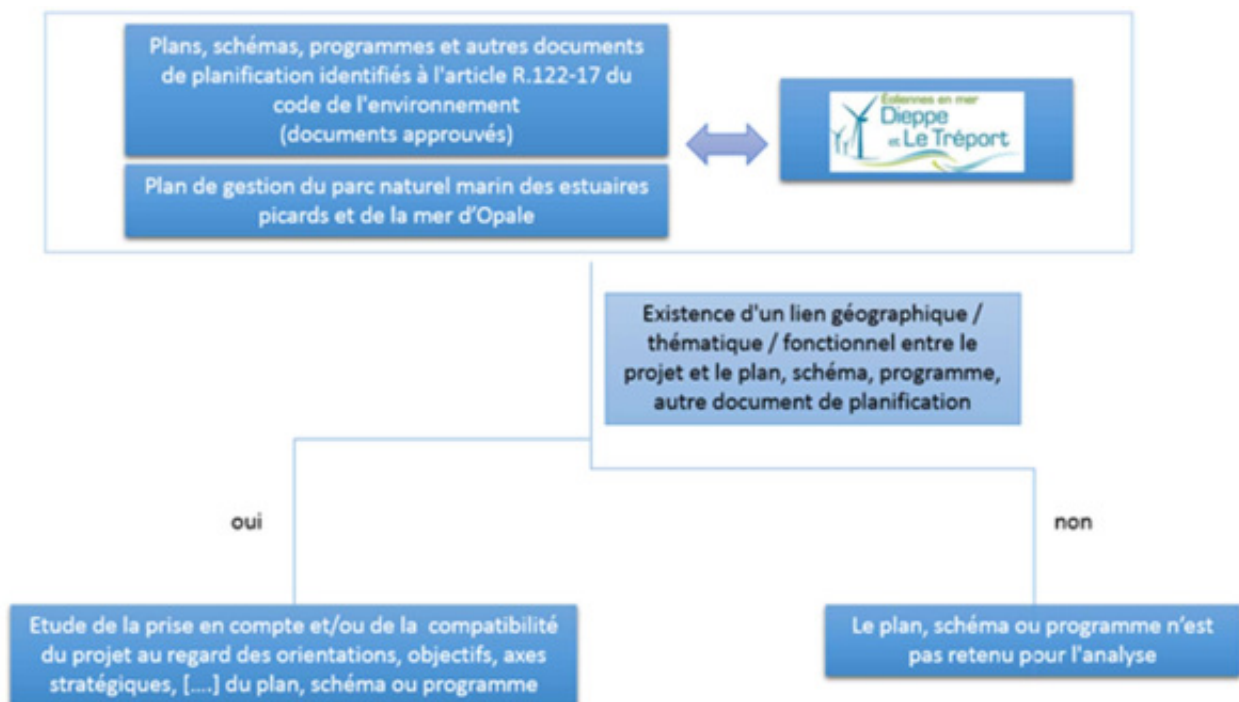 Plans, schémas, programmes et autres documents
de planification identifiés à l'article R.122-17 du
code de l'environnement
(documents approuvés)
Éoliennes en mer
Dieppe
et Le Tréport
Plan de gestion du parc naturel marin des estuaires
picards et de la mer d’Opale
Existence d'un lien géographique /
thématique / fonctionnel entre le
projet et le plan, schéma, programme,
autre document de planification
oui
non
Etude de la prise en compte et/ou de la compatibilité
du projet au regard des orientations, objectifs, axes
stratégiques, [....] du plan, schéma ou programme
Le plan, schéma ou programme n’est
pas retenu pour l'analyse